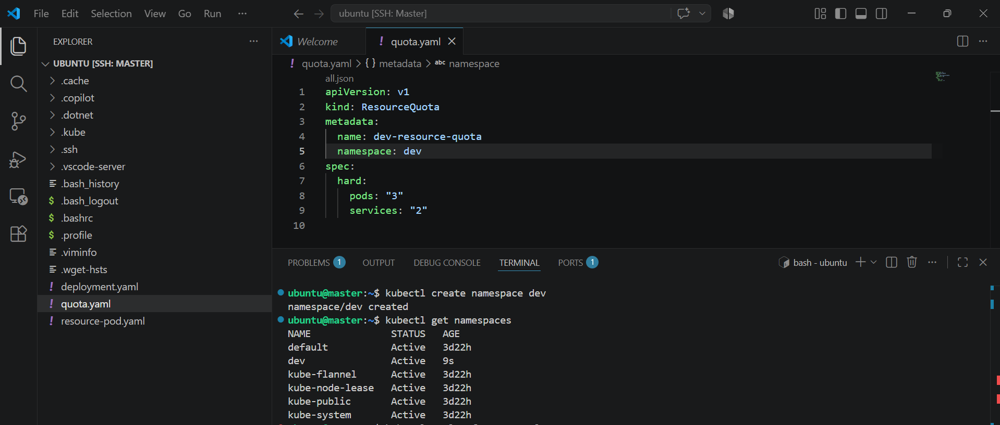 File Edit Selection View Go Run ···
ubuntu [SSH: Master]
EXPLORER
UBUNTU [SSH: MASTER]
.cache
.copilot
.dotnet
.kube
.ssh
.vscode-server
.bash_history
$ .bash_logout
$ .bashrc
$ .profile
.viminfo
.wget-hsts
! deployment.yaml
! quota.yaml
! resource-pod.yaml
Welcome
! quota.yaml
! quota.yaml > {} metadata > abc namespace
all.json
1 apiVersion: v1
2 kind: ResourceQuota
3 metadata:
4 name: dev-resource-quota
5 namespace: dev
6 spec:
7 hard:
8 pods: "3"
9 services: "2"
10
PROBLEMS 1 OUTPUT DEBUG CONSOLE TERMINAL PORTS 1
bash - ubuntu
ubuntu@master:~$ kubectl create namespace dev
namespace/dev created
ubuntu@master:~$ kubectl get namespaces
NAME STATUS AGE
default Active 3d22h
dev Active 9s
kube-flannel Active 3d22h
kube-node-lease Active 3d22h
kube-public Active 3d22h
kube-system Active 3d22h